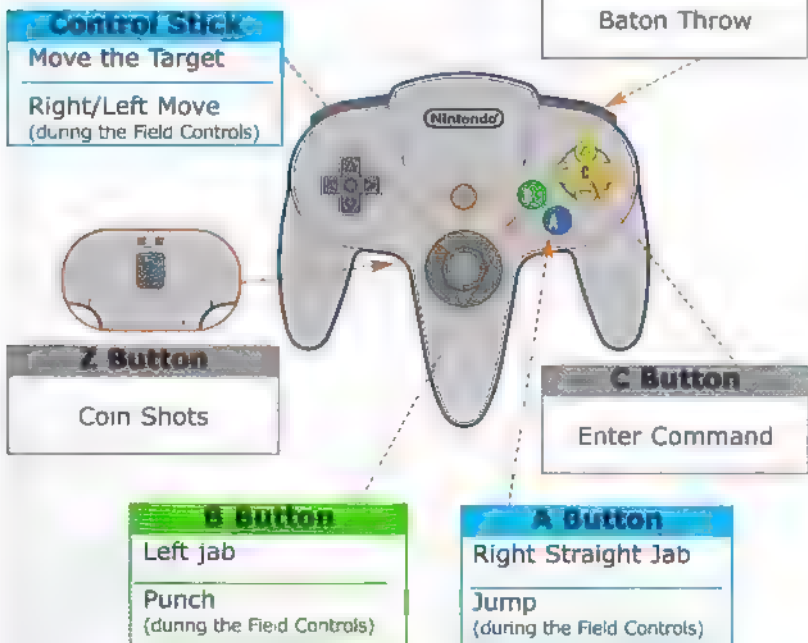 Control Stick
Move the Target
Right/Left Move
(during the Field Controls)
Baton Throw
Nintendo
C
B
A
Z Button
Coin Shots
C Button
Enter Command
B Button
Left jab
Punch
(during the Field Controls)
A Button
Right Straight Jab
Jump
(during the Field Controls)